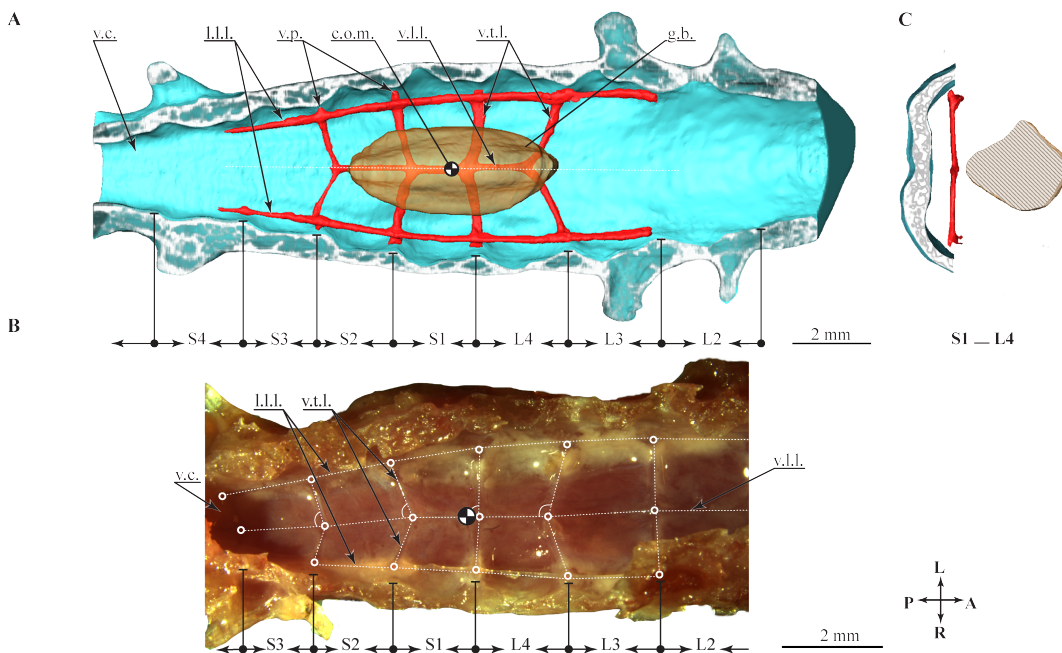 A
C
v.c. l.l.l. v.p. c.o.m. v.l.l. v.t.l. g.b.
B
S4 S3 S2 S1 L4 L3 L2 2 mm S1 — L4
l.l.l. v.t.l.
v.c. v.l.l.
L
P A
R
S3 S2 S1 L4 L3 L2 2 mm